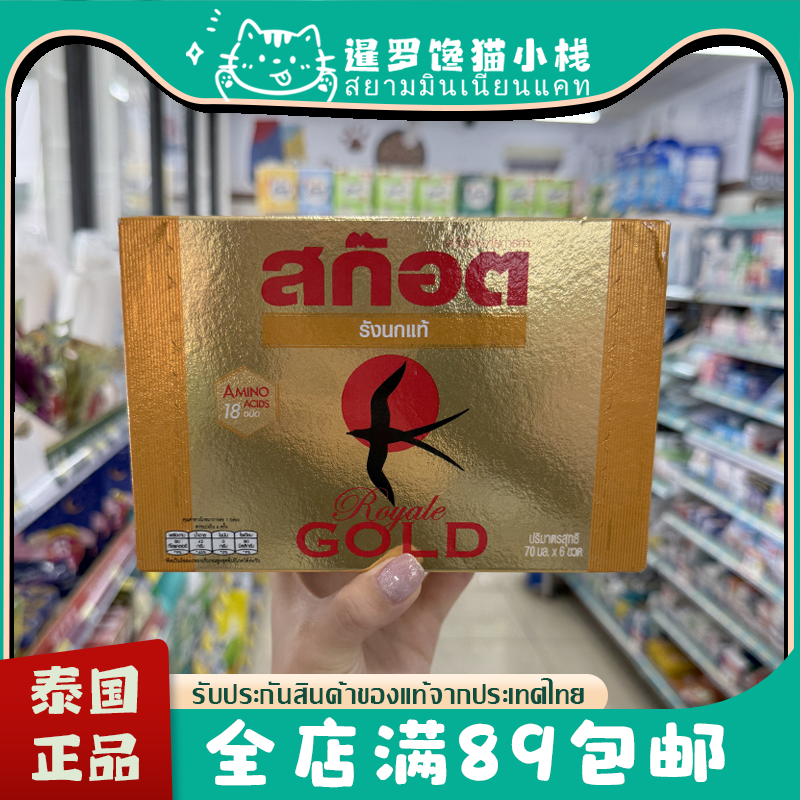 暹罗馋猫小栈
สยามมินเนี่ยนแคท
สก๊อต
รังนกแท้
AMINO
ACIDS
18 ชนิด
Royale
GOLD
ปริมาตรสุทธิ
70 มล. x 6 ขวด
泰国
正品
รับประกันสินค้าของแท้จากประเทศไทย
全店满89包邮